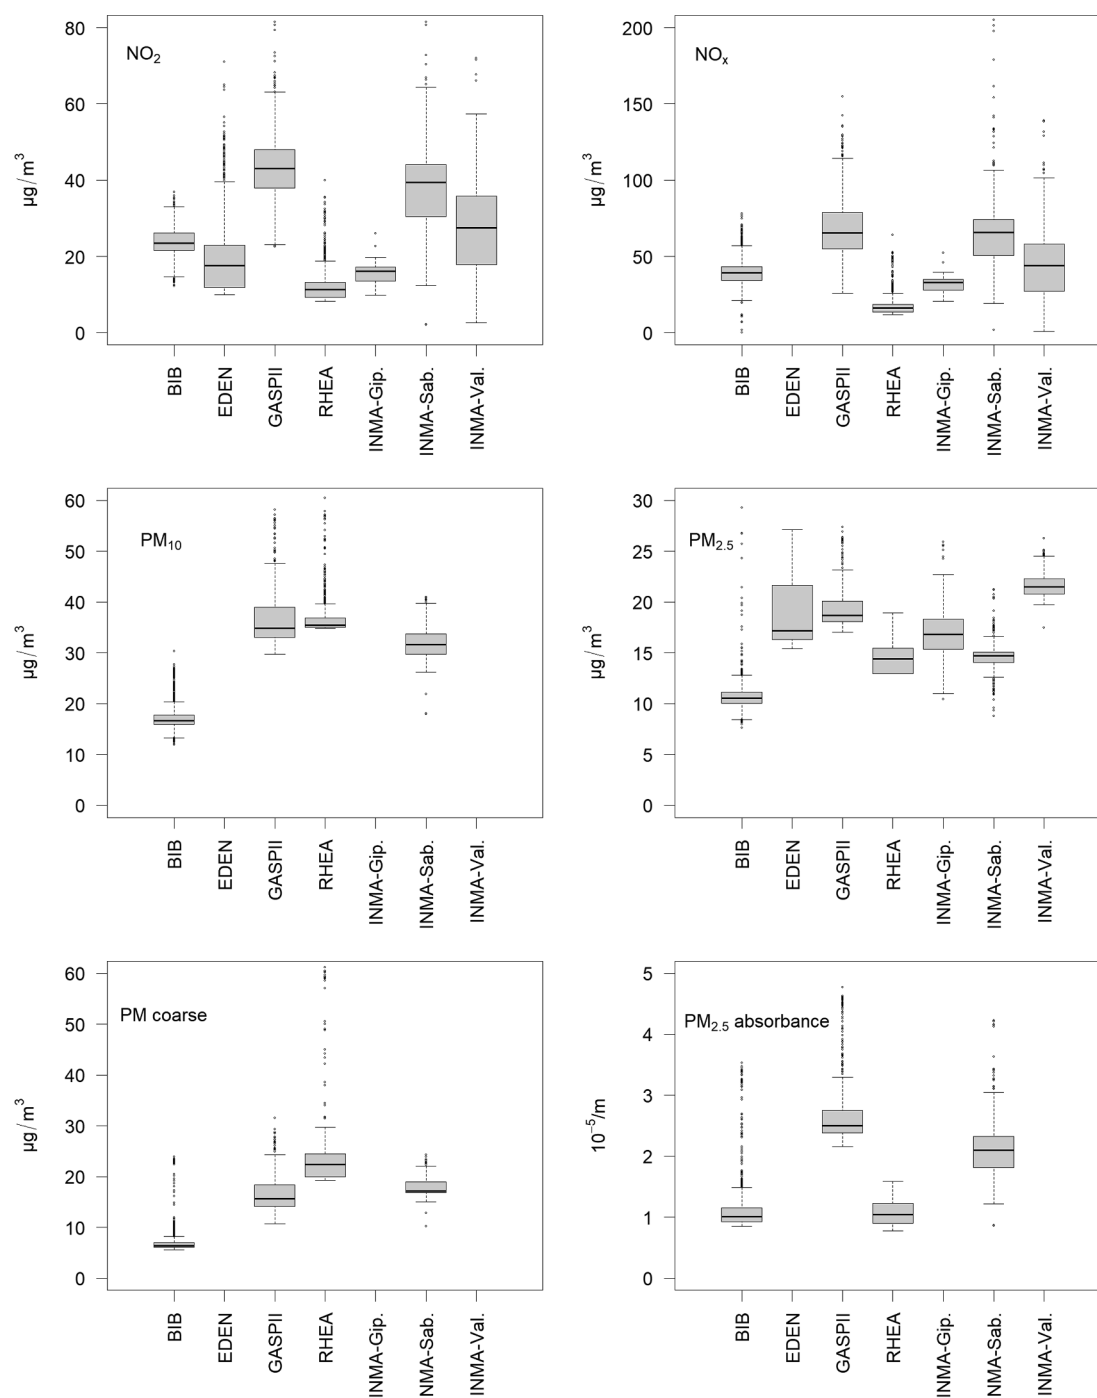 NO2
µg/m3
80
60
40
20
0
BIB
EDEN
GASPII
RHEA
INMA-Gip.
INMA-Sab.
INMA-Val.
NOx
µg/m3
200
150
100
50
0
BIB
EDEN
GASPII
RHEA
INMA-Gip.
INMA-Sab.
INMA-Val.
PM10
µg/m3
60
50
40
30
20
10
0
BIB
EDEN
GASPII
RHEA
INMA-Gip.
INMA-Sab.
INMA-Val.
PM2.5
µg/m3
30
25
20
15
10
5
0
BIB
EDEN
GASPII
RHEA
INMA-Gip.
INMA-Sab.
INMA-Val.
PM coarse
µg/m3
60
50
40
30
20
10
0
BIB
EDEN
GASPII
RHEA
INMA-Gip.
NMA-Sab.
INMA-Val.
PM2.5 absorbance
10−5/m
5
4
3
2
1
0
BIB
EDEN
GASPII
RHEA
INMA-Gip.
NMA-Sab.
INMA-Val.